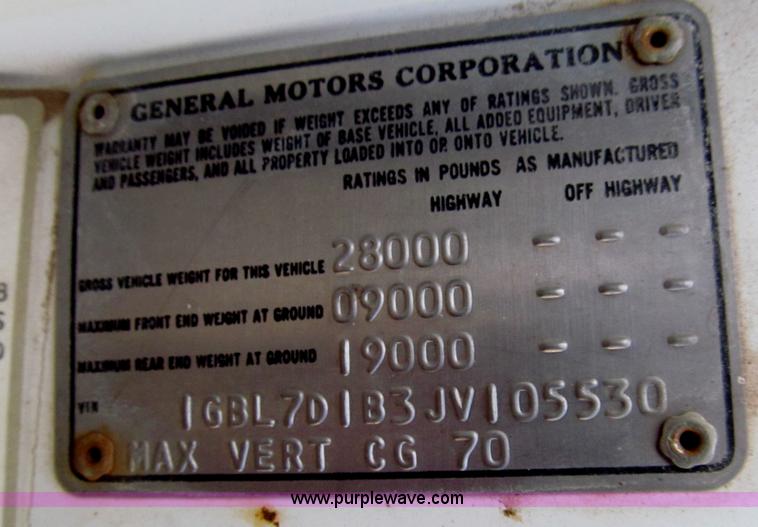 GENERAL MOTORS CORPORATION
WARRANTY MAY BE VOIDED IF WEIGHT EXCEEDS ANY OF RATINGS SHOWN. GROSS
VEHICLE WEIGHT INCLUDES WEIGHT OF BASE VEHICLE, ALL ADDED EQUIPMENT, DRIVER
AND PASSENGERS, AND ALL PROPERTY LOADED INTO OR ONTO VEHICLE.
RATINGS IN POUNDS AS MANUFACTURED
HIGHWAY OFF HIGHWAY
GROSS VEHICLE WEIGHT FOR THIS VEHICLE 28000 - - -
MAXIMUM FRONT END WEIGHT AT GROUND 09000 - - -
MAXIMUM REAR END WEIGHT AT GROUND 19000 - - -
VIN 1GBL7D1B3JV105530
MAX VERT CG 70
www.purplewave.com